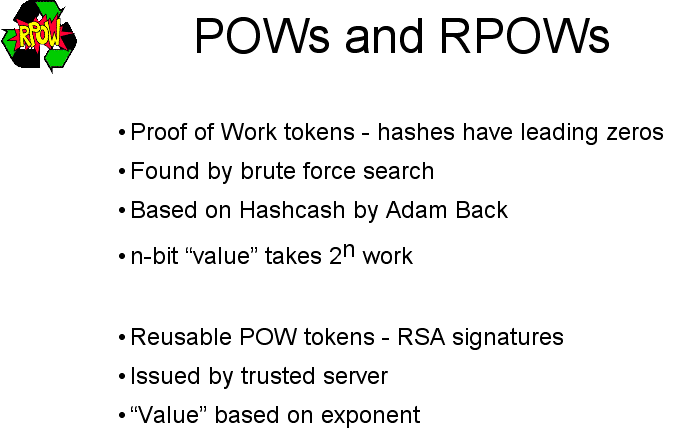 RPOW
POWs and RPOWs
• Proof of Work tokens - hashes have leading zeros
• Found by brute force search
• Based on Hashcash by Adam Back
• n-bit “value” takes 2ⁿ work
• Reusable POW tokens - RSA signatures
• Issued by trusted server
• “Value” based on exponent